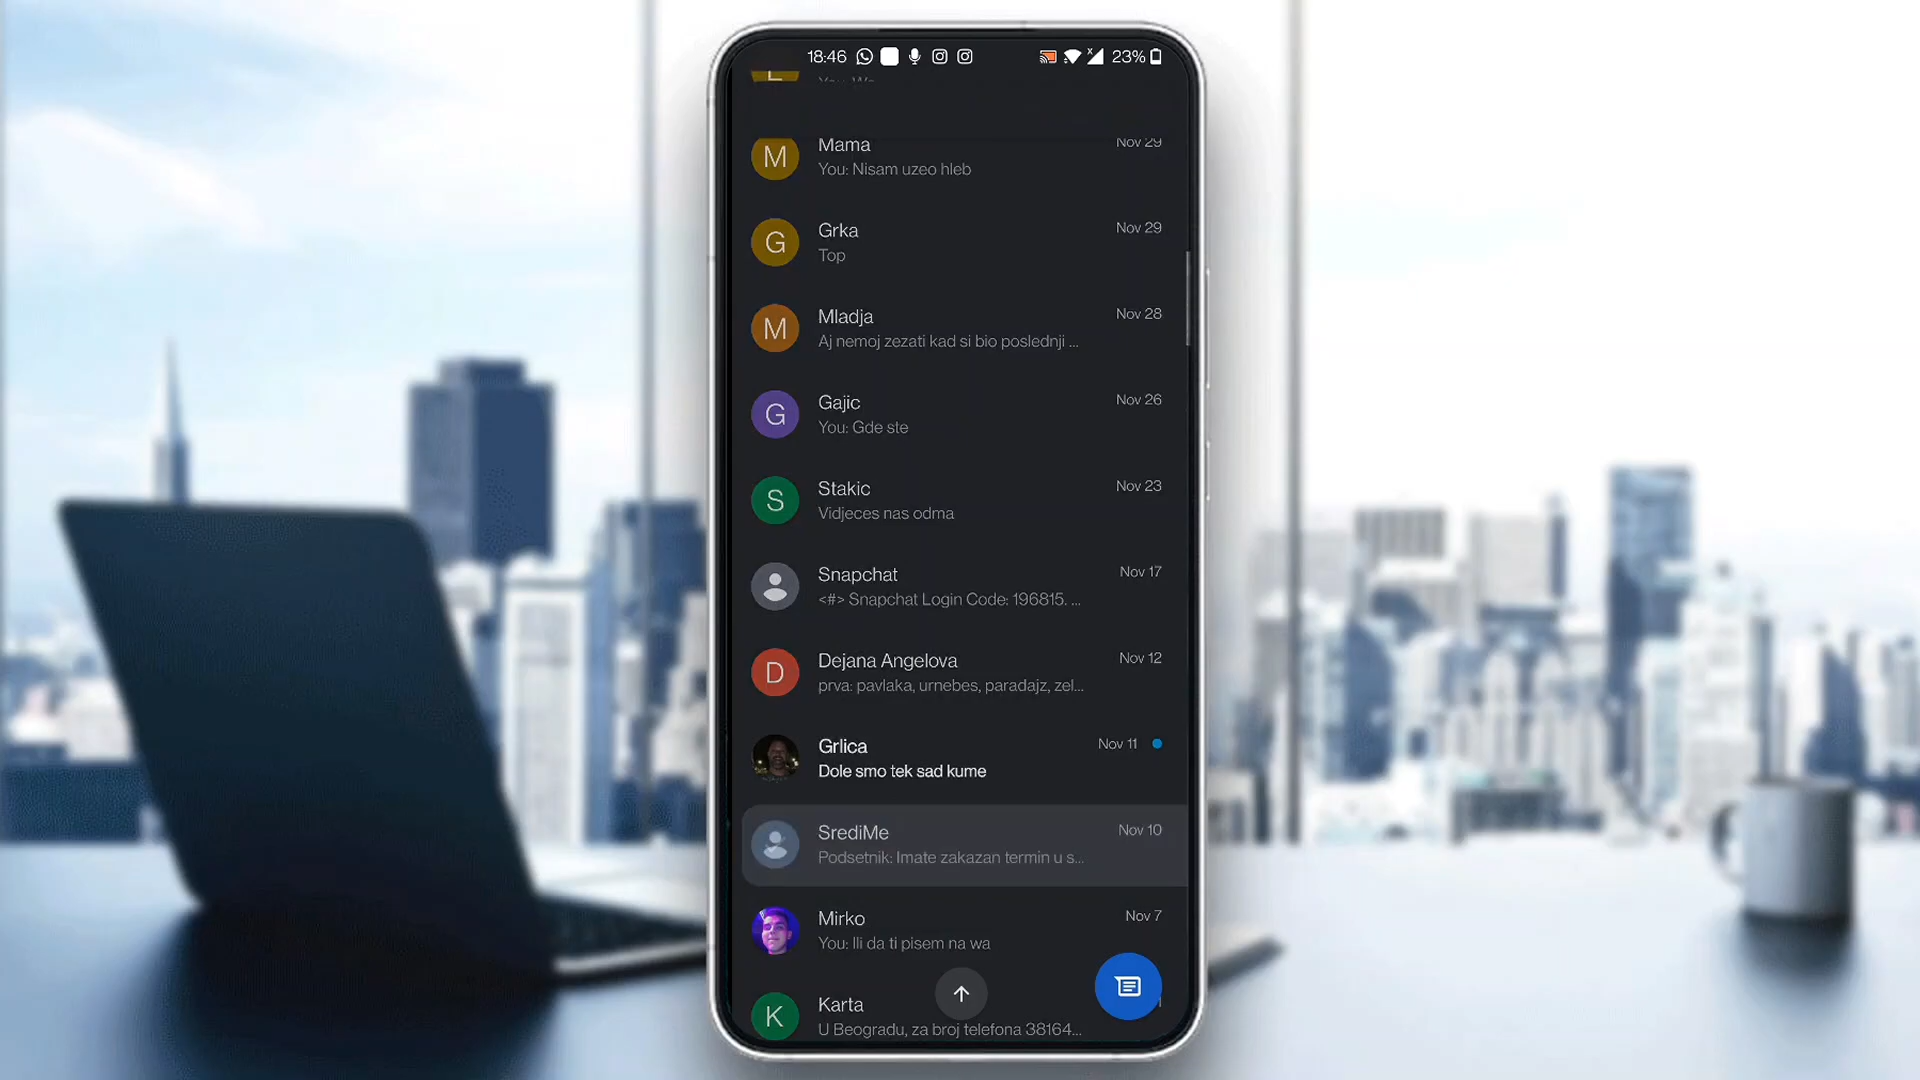 18:46
23%
M
Mama
Nov 29
You: Nisam uzeo hleb
G
Grka
Nov 29
Top
M
Mladja
Nov 28
Aj nemoj zezati kad si bio poslednji ...
G
Gajic
Nov 26
You: Gde ste
S
Stakic
Nov 23
Vidjeces nas odma
Snapchat
Nov 17
<#> Snapchat Login Code: 196815. ...
D
Dejana Angelova
Nov 12
prva: pavlaka, urnebes, paradajz, zel...
Grlica
Nov 11
Dole smo tek sad kume
SrediMe
Nov 10
Podsetnik: Imate zakazan termin u s...
Mirko
Nov 7
You: Ili da ti pisem na wa
K
Karta
U Beogradu, za broj telefona 38164...